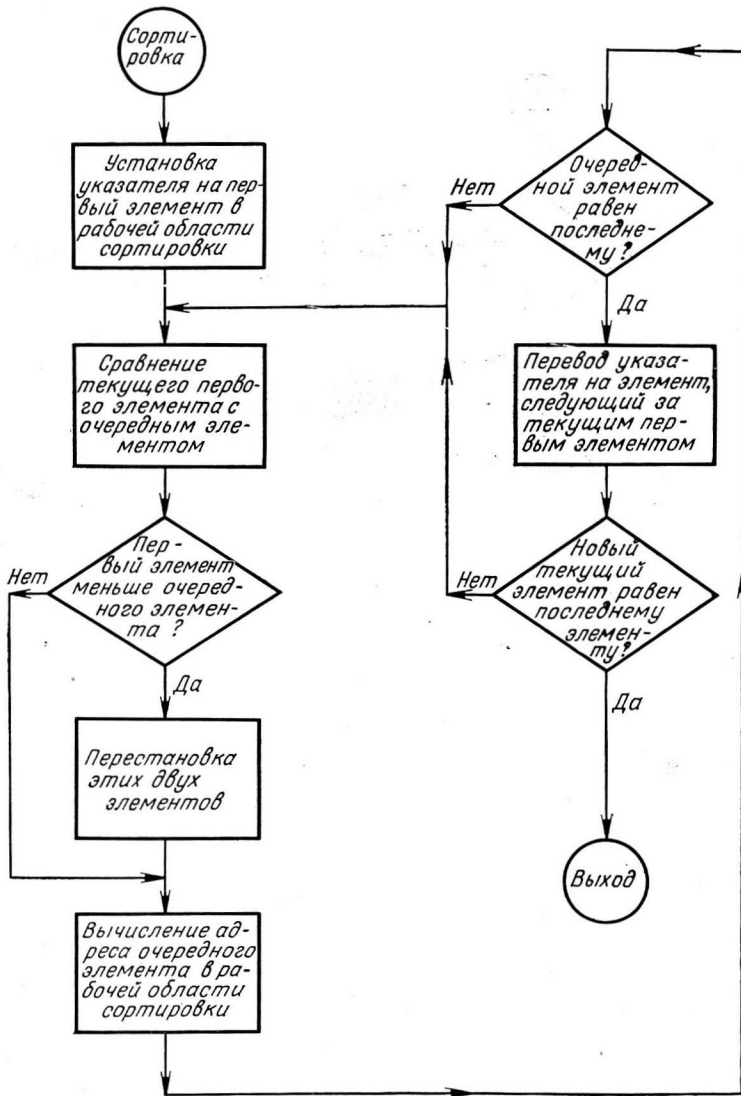 Сорти-
ровка
Установка
указателя на пер-
вый элемент в
рабочей области
сортировки
Сравнение
текущего перво-
го элемента с
очередным эле-
ментом
Пер-
вый элемент
меньше очеред-
ного элемен-
та ?
Нет
Да
Перестановка
этих двух
элементов
Вычисление ад-
реса очередного
элемента в ра-
бочей области
сортировки
Очеред-
ной элемент
равен
последне-
му?
Нет
Да
Перевод указа-
теля на элемент,
следующий за
текущим пер-
вым элементом
Новый
текущий
элемент равен
последнему
элемен-
ту?
Нет
Да
Выход